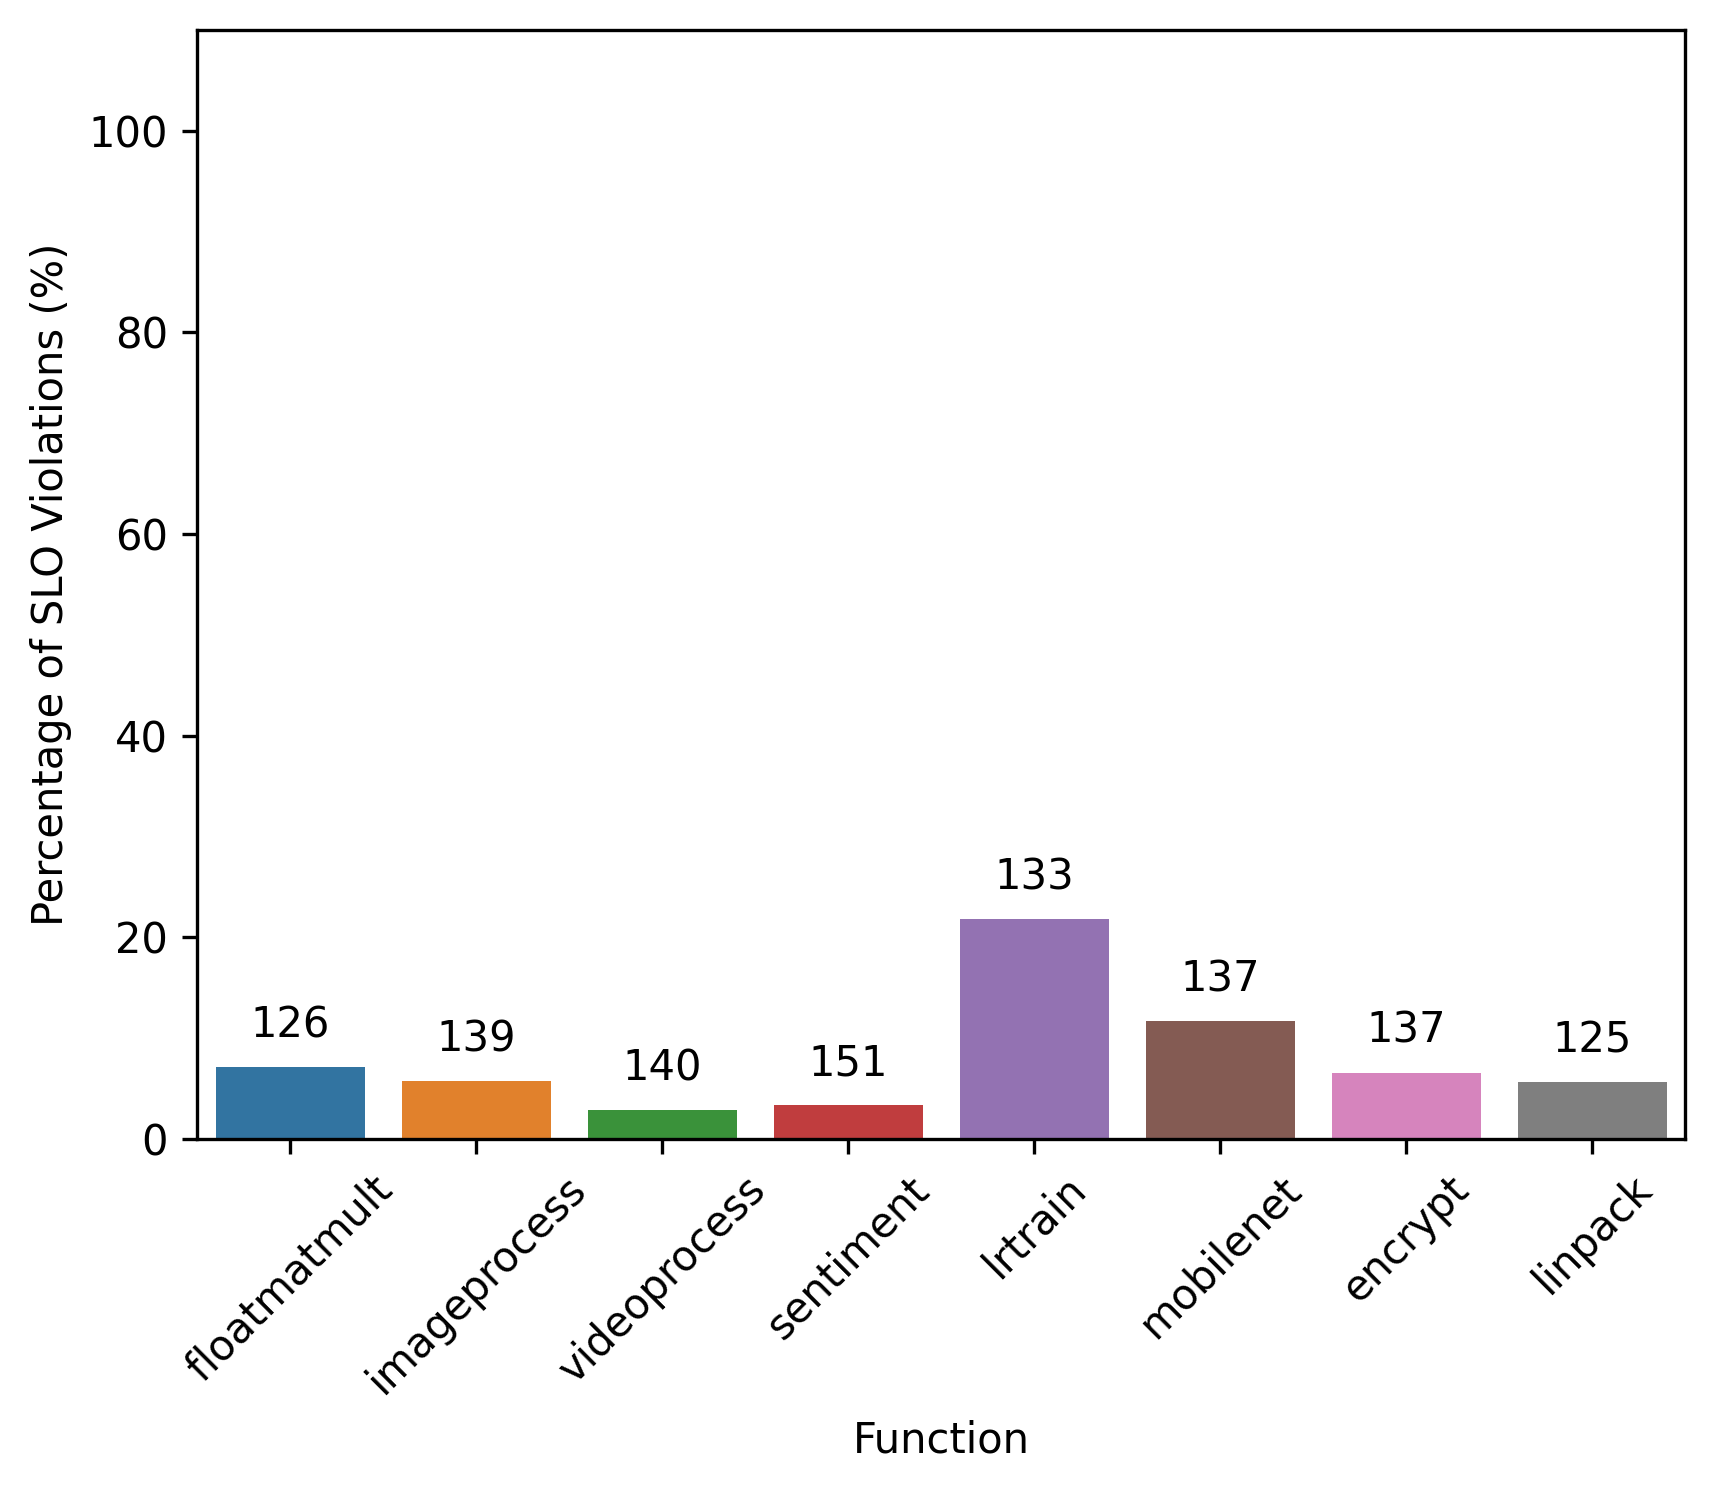 Percentage of SLO Violations (%)
100
80
60
40
20
0
126
139
140
151
133
137
137
125
floatmatmult
imageprocess
videoprocess
sentiment
lrtrain
mobilenet
encrypt
linpack
Function